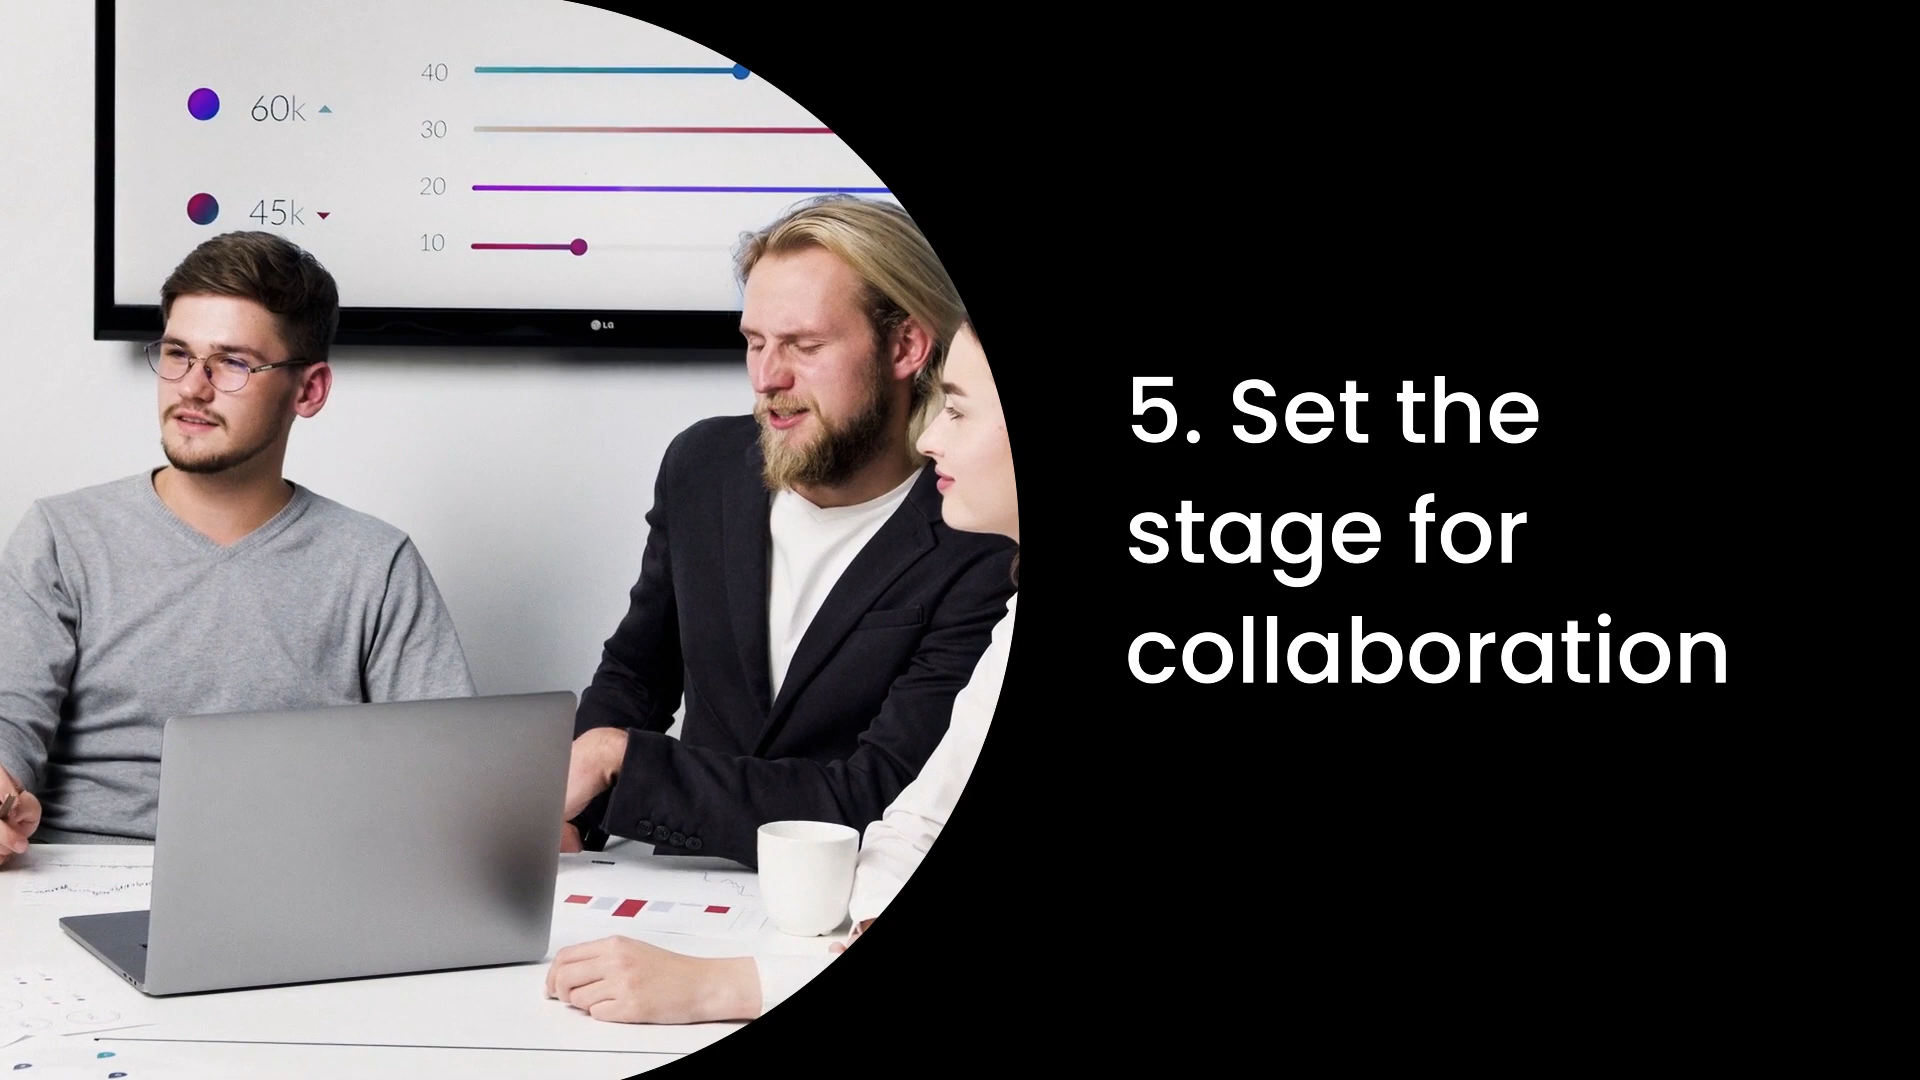 40
60k
30
20
45k
10
LG
5. Set the
stage for
collaboration